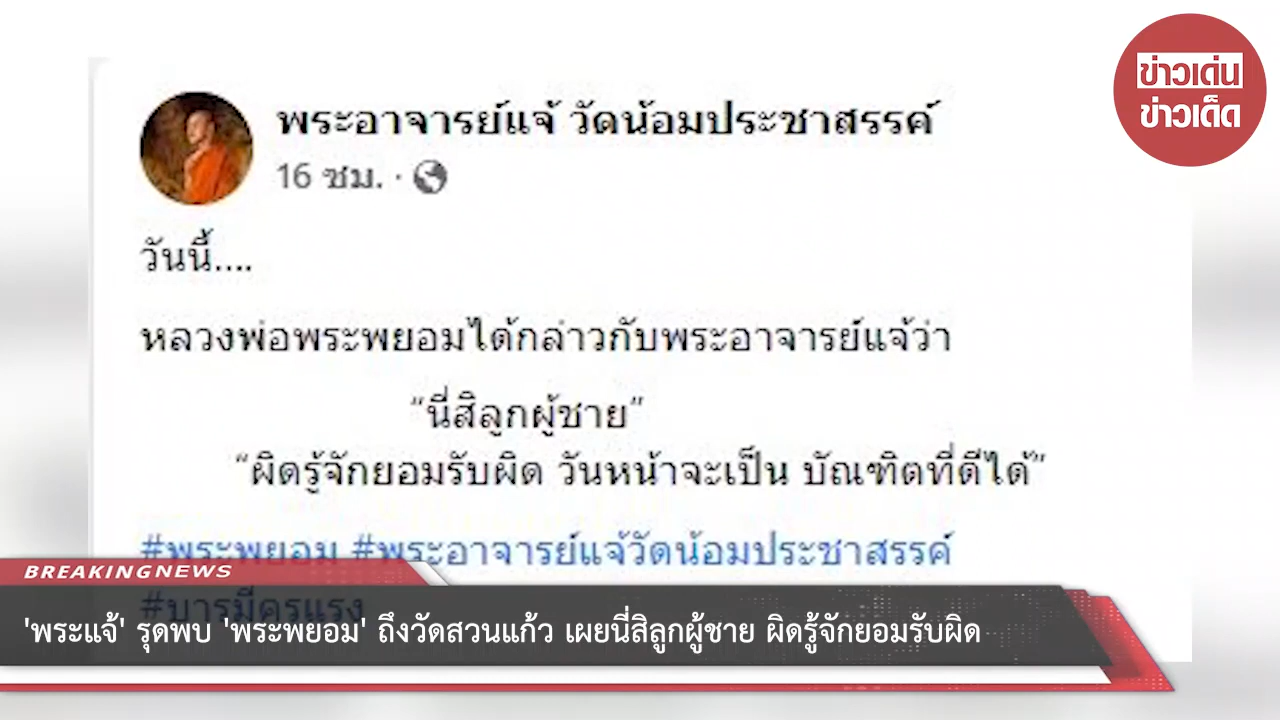 ข่าวเด่น
ข่าวเด็ด
พระอาจารย์แจ้ วัดน้อมประชาสรรค์
16 ชม. ·
วันนี้....
หลวงพ่อพระพยอมได้กล่าวกับพระอาจารย์แจ้ว่า
“นี่สิลูกผู้ชาย”
“ผิดรู้จักยอมรับผิด วันหน้าจะเป็น บัณฑิตที่ดีได้”
#พระพยอม #พระอาจารย์แจ้วัดน้อมประชาสรรค์
#บารมีครูแรง
BREAKING NEWS
'พระแจ้' รุดพบ 'พระพยอม' ถึงวัดสวนแก้ว เผยนี่สิลูกผู้ชาย ผิดรู้จักยอมรับผิด